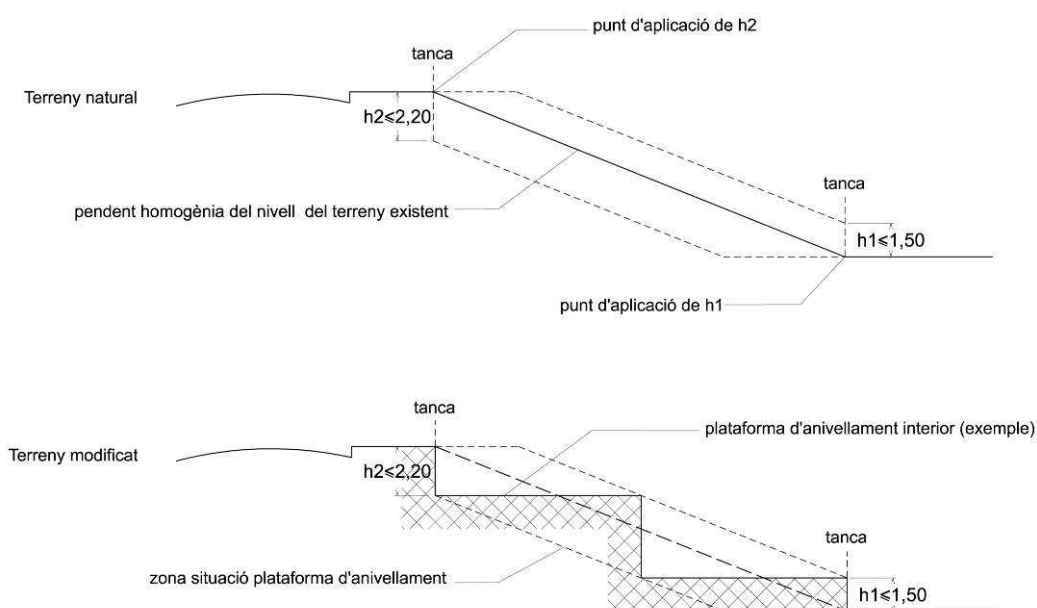 punt d'aplicació de h2
tanca
Terreny natural
h2≤2,20
tanca
pendent homogènia del nivell del terreny existent
h1≤1,50
punt d'aplicació de h1
tanca
plataforma d'anivellament interior (exemple)
Terreny modificat
h2≤2,20
tanca
zona situació plataforma d'anivellament
h1≤1,50